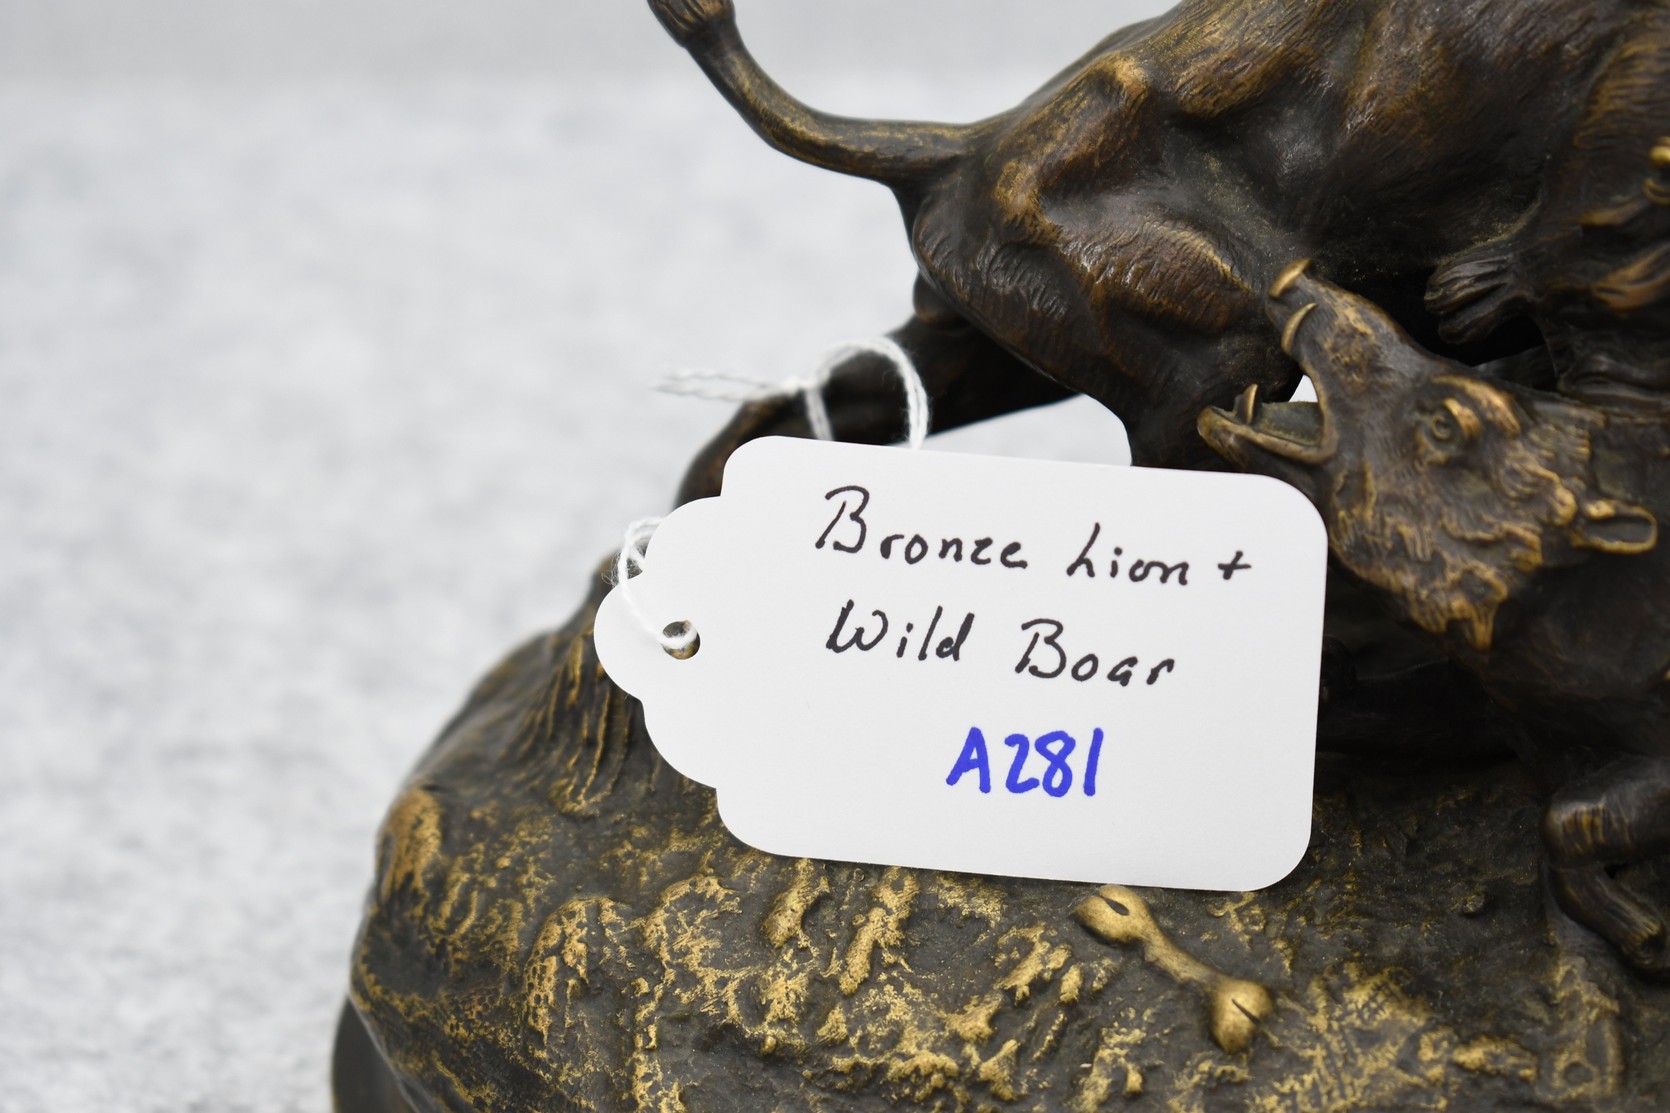 Bronze Lion +
Wild Boar
A281